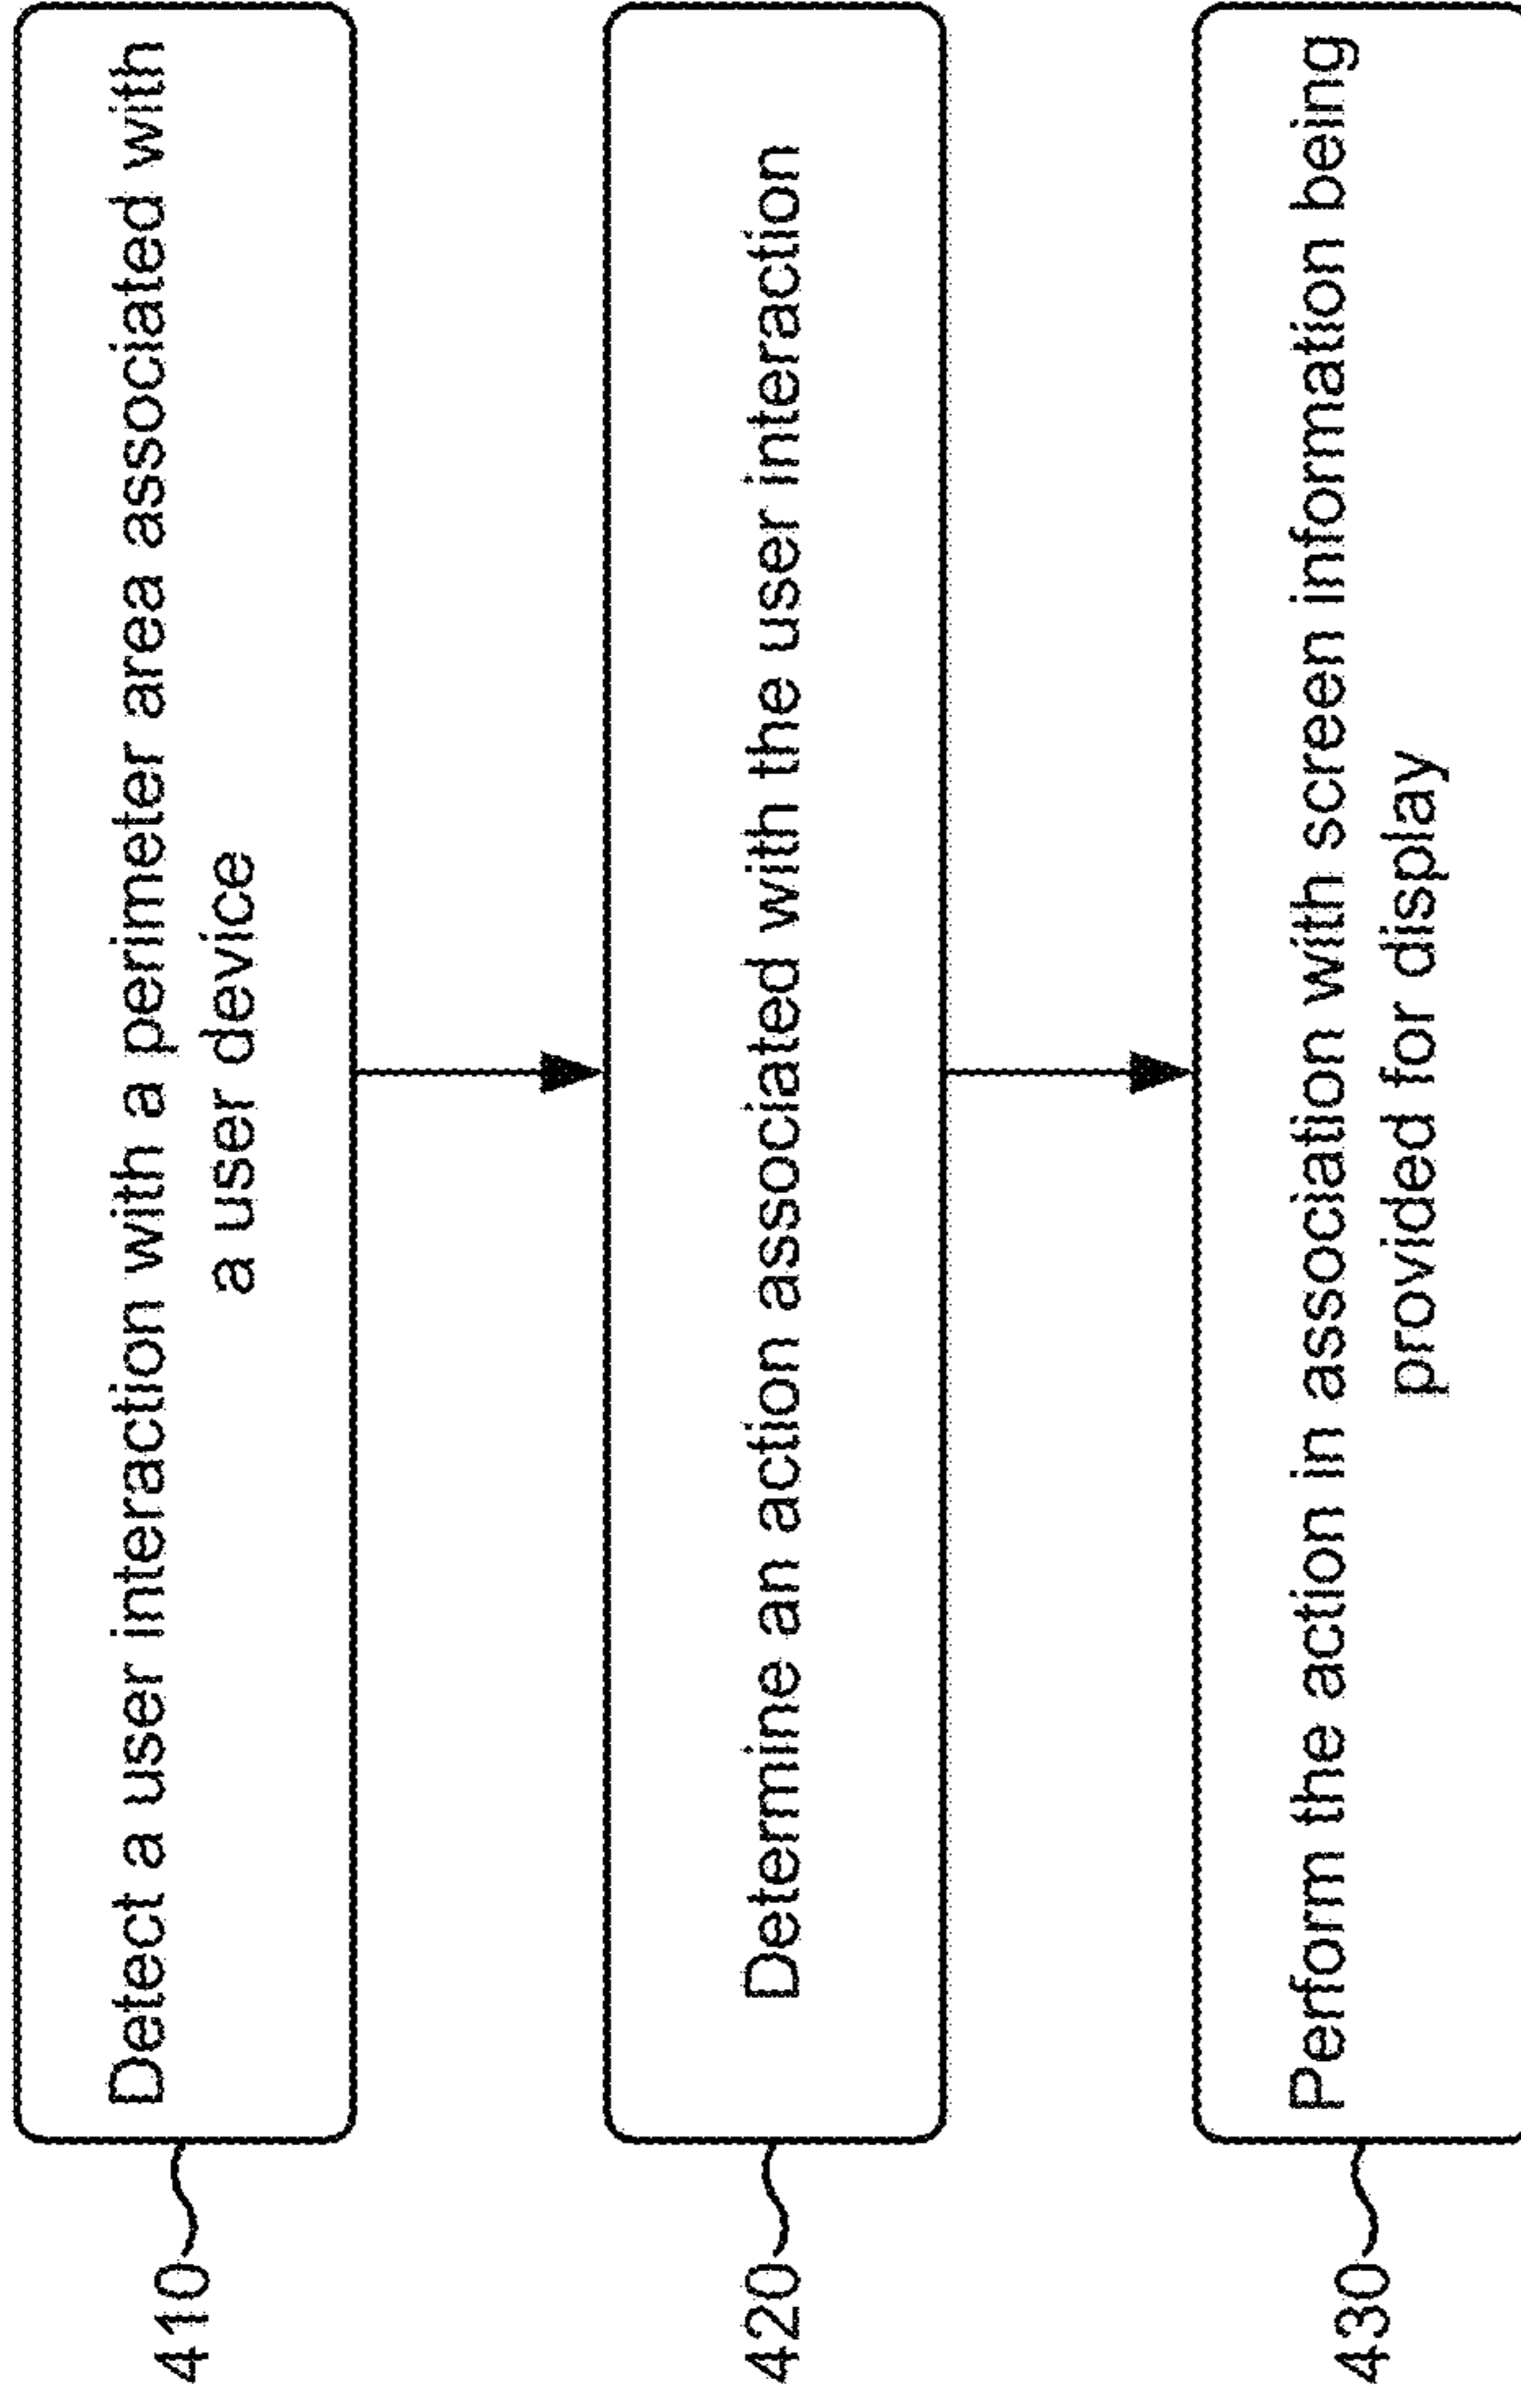 410
Detect a user interaction with a perimeter area associated with
a user device
420
Determine an action associated with the user interaction
430
Perform the action in association with screen information being
provided for display